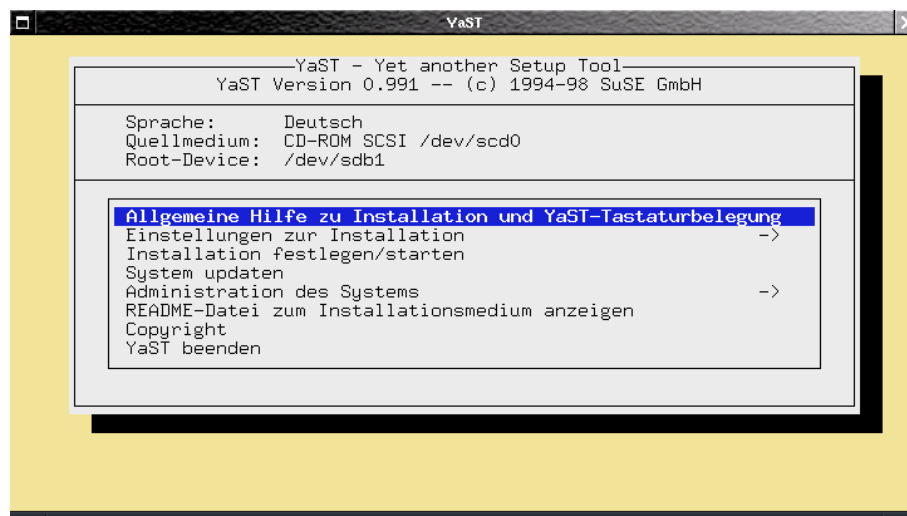 YaST
YaST - Yet another Setup Tool
YaST Version 0.991 -- (c) 1994-98 SuSE GmbH
Sprache: Deutsch
Quellmedium: CD-ROM SCSI /dev/scd0
Root-Device: /dev/sdb1
Allgemeine Hilfe zu Installation und YaST-Tastaturbelegung
Einstellungen zur Installation ->
Installation festlegen/starten
System updaten
Administration des Systems ->
README-Datei zum Installationsmedium anzeigen
Copyright
YaST beenden